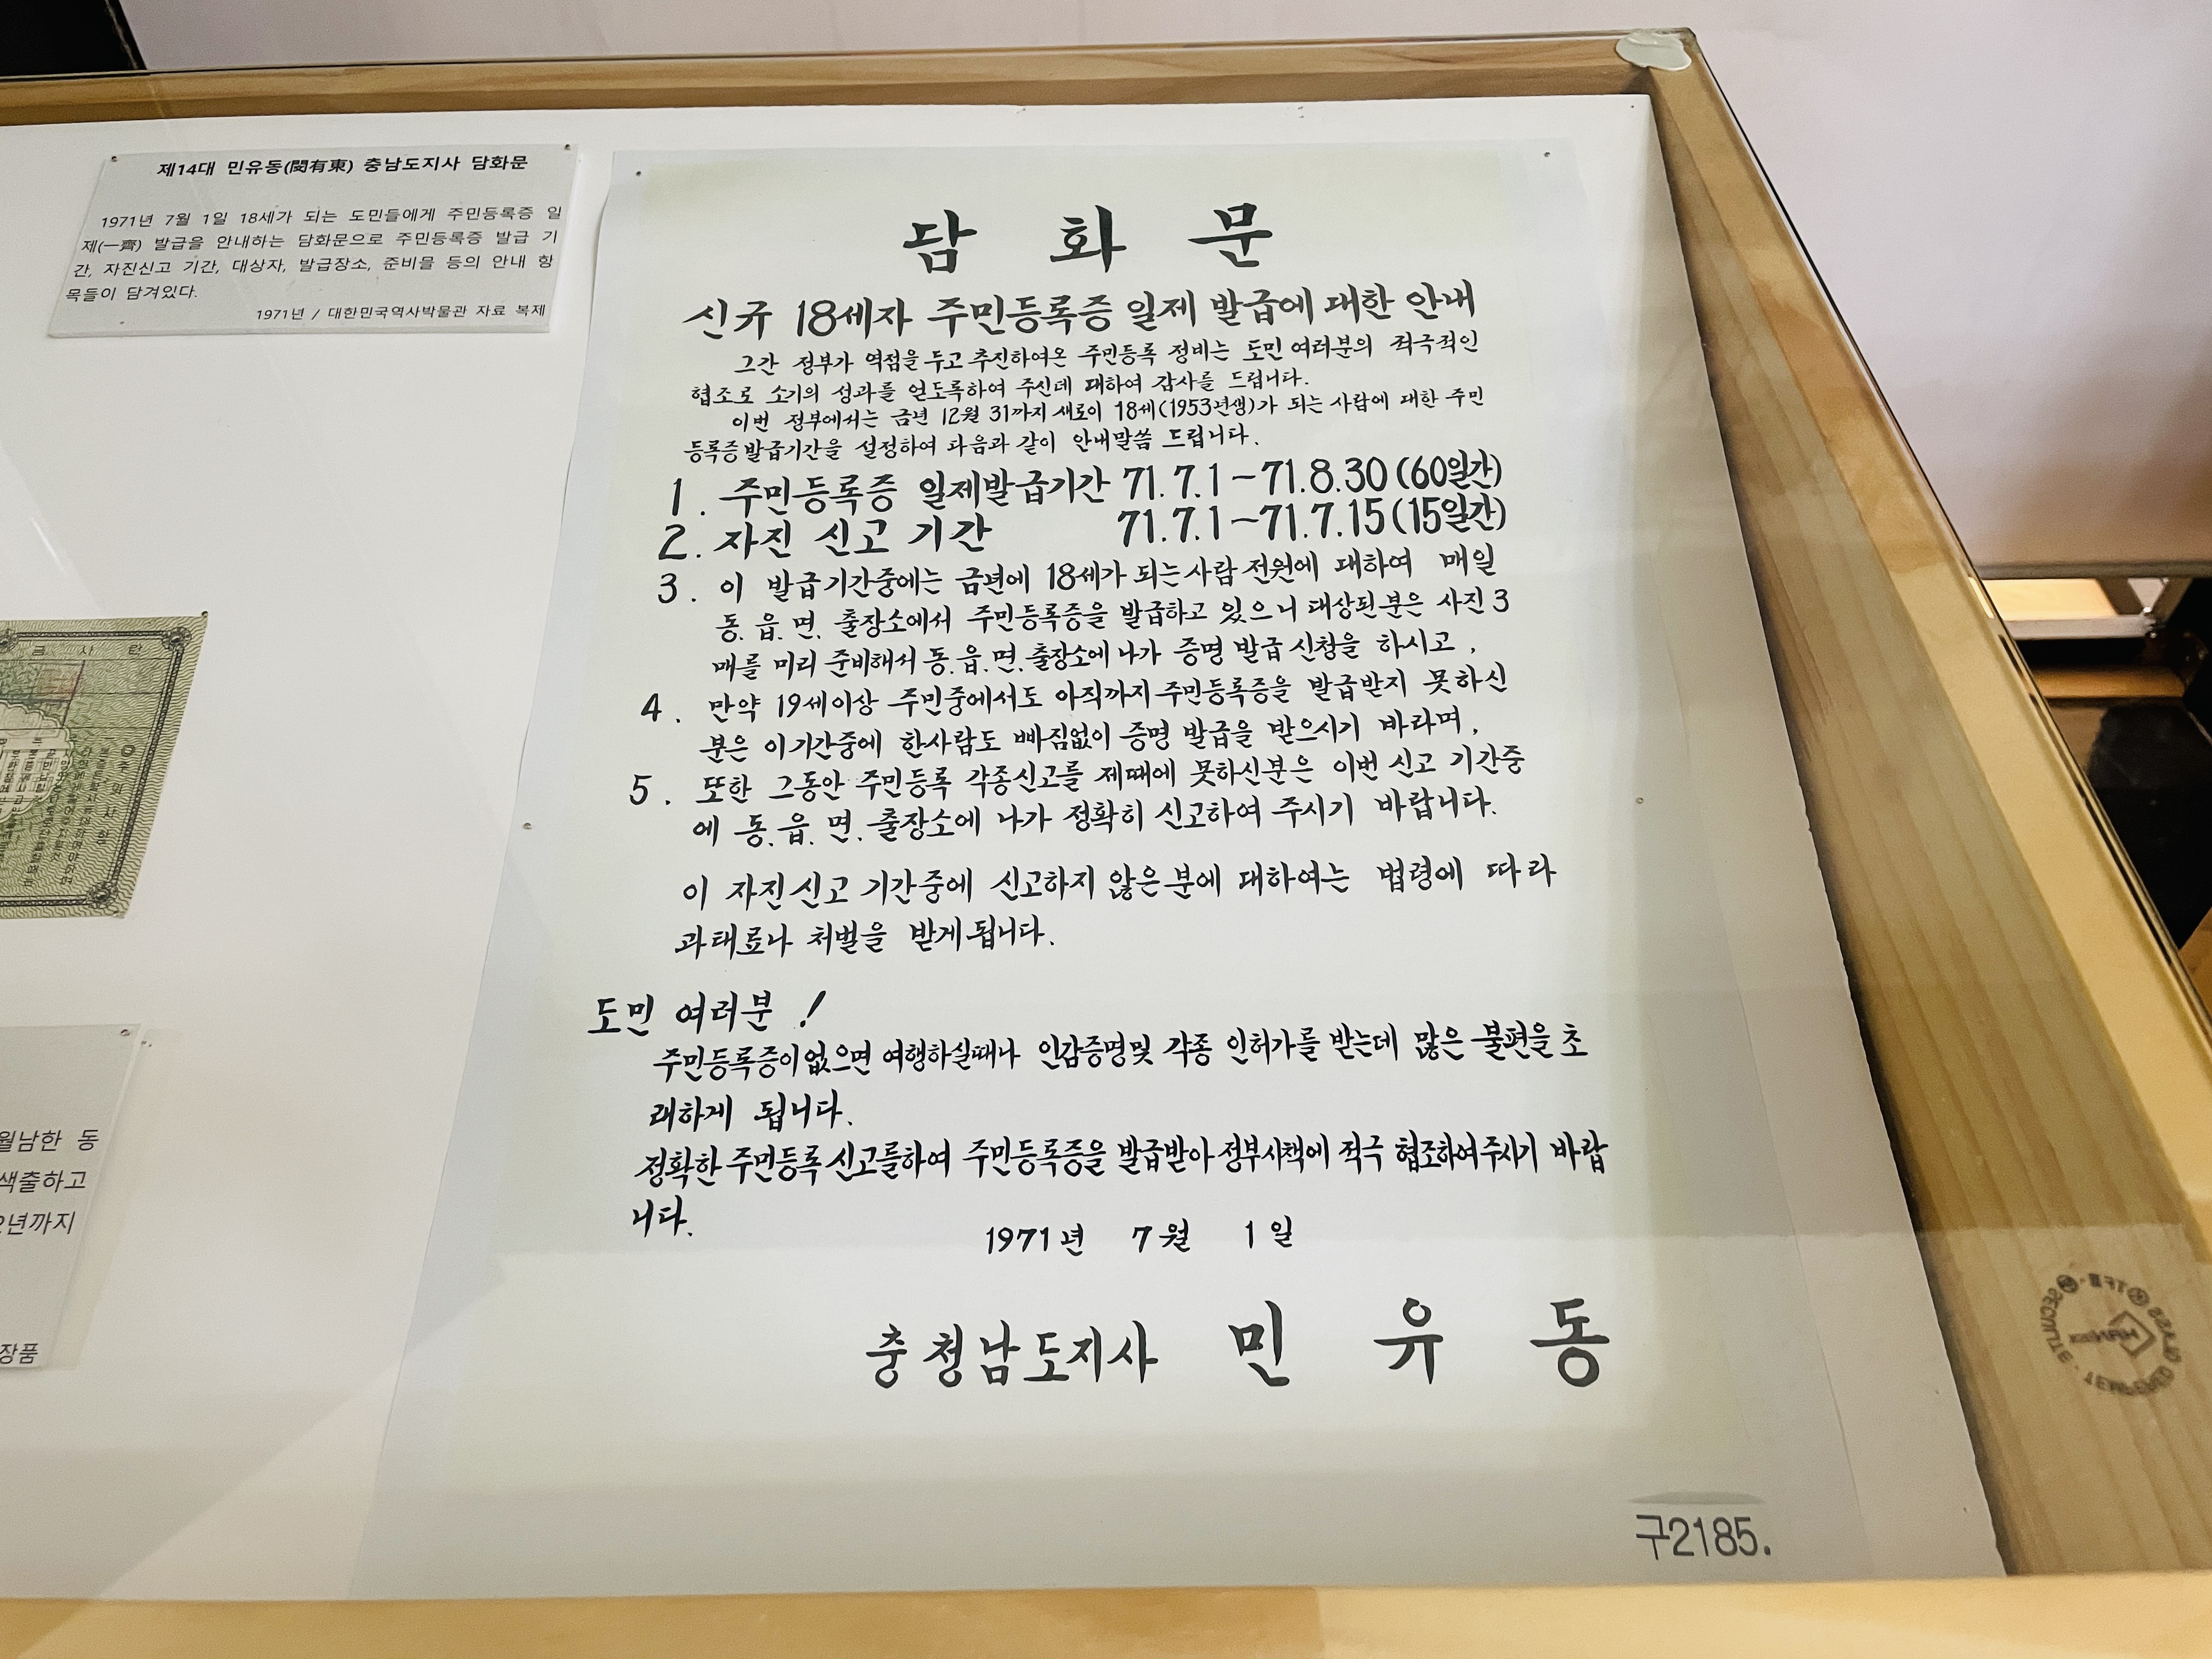 제14대 민유동(閔有東) 충남도지사 담화문
1971년 7월 1일 18세가 되는 도민들에게 주민등록증 일
제(一齊) 발급을 안내하는 담화문으로 주민등록증 발급 기
간, 자진신고 기간, 대상자, 발급장소, 준비물 등의 안내 항
목들이 담겨있다.
1971년 / 대한민국역사박물관 자료 복제
담 화 문
신규 18세자 주민등록증 일제 발급에 대한 안내
그간 정부가 역점을 두고 추진하여온 주민등록 정비는 도민 여러분의 적극적인
협조로 소기의 성과를 얻도록하여 주신데 대하여 감사를 드립니다.
이번 정부에서는 금년 12월 31까지 새로이 18세(1953년생)가 되는 사람에 대한 주민
등록증 발급기간을 설정하여 다음과 같이 안내말씀 드립니다.
1. 주민등록증 일제발급기간 71.7.1-71.8.30 (60일간)
2. 자진 신고 기간 71.7.1-71.7.15 (15일간)
3. 이 발급기간중에는 금년에 18세가 되는 사람 전원에 대하여 매일
동.읍.면.출장소에서 주민등록증을 발급하고 있으니 대상된분은 사진 3
매를 미리 준비해서 동.읍.면.출장소에 나가 증명 발급 신청을 하시고,
4. 만약 19세이상 주민중에서도 아직까지 주민등록증을 발급받지 못하신
분은 이기간중에 한사람도 빠짐없이 증명 발급을 받으시기 바라며,
5. 또한 그동안 주민등록 각종신고를 제때에 못하신분은 이번 신고 기간중
에 동.읍.면.출장소에 나가 정확히 신고하여 주시기 바랍니다.
이 자진신고 기간중에 신고하지 않은분에 대하여는 법령에 따라
과태료나 처벌을 받게됩니다.
도민 여러분 !
주민등록증이 없으면 여행하실때나 인감증명및 각종 인허가를 받는데 많은 불편을 초
래하게 됩니다.
정확한 주민등록 신고를하여 주민등록증을 발급받아 정부시책에 적극 협조하여주시기 바랍
니다.
1971년 7월 1일
충청남도지사 민 유 동
구2185.
월남한 동
색출하고
2년까지
장품